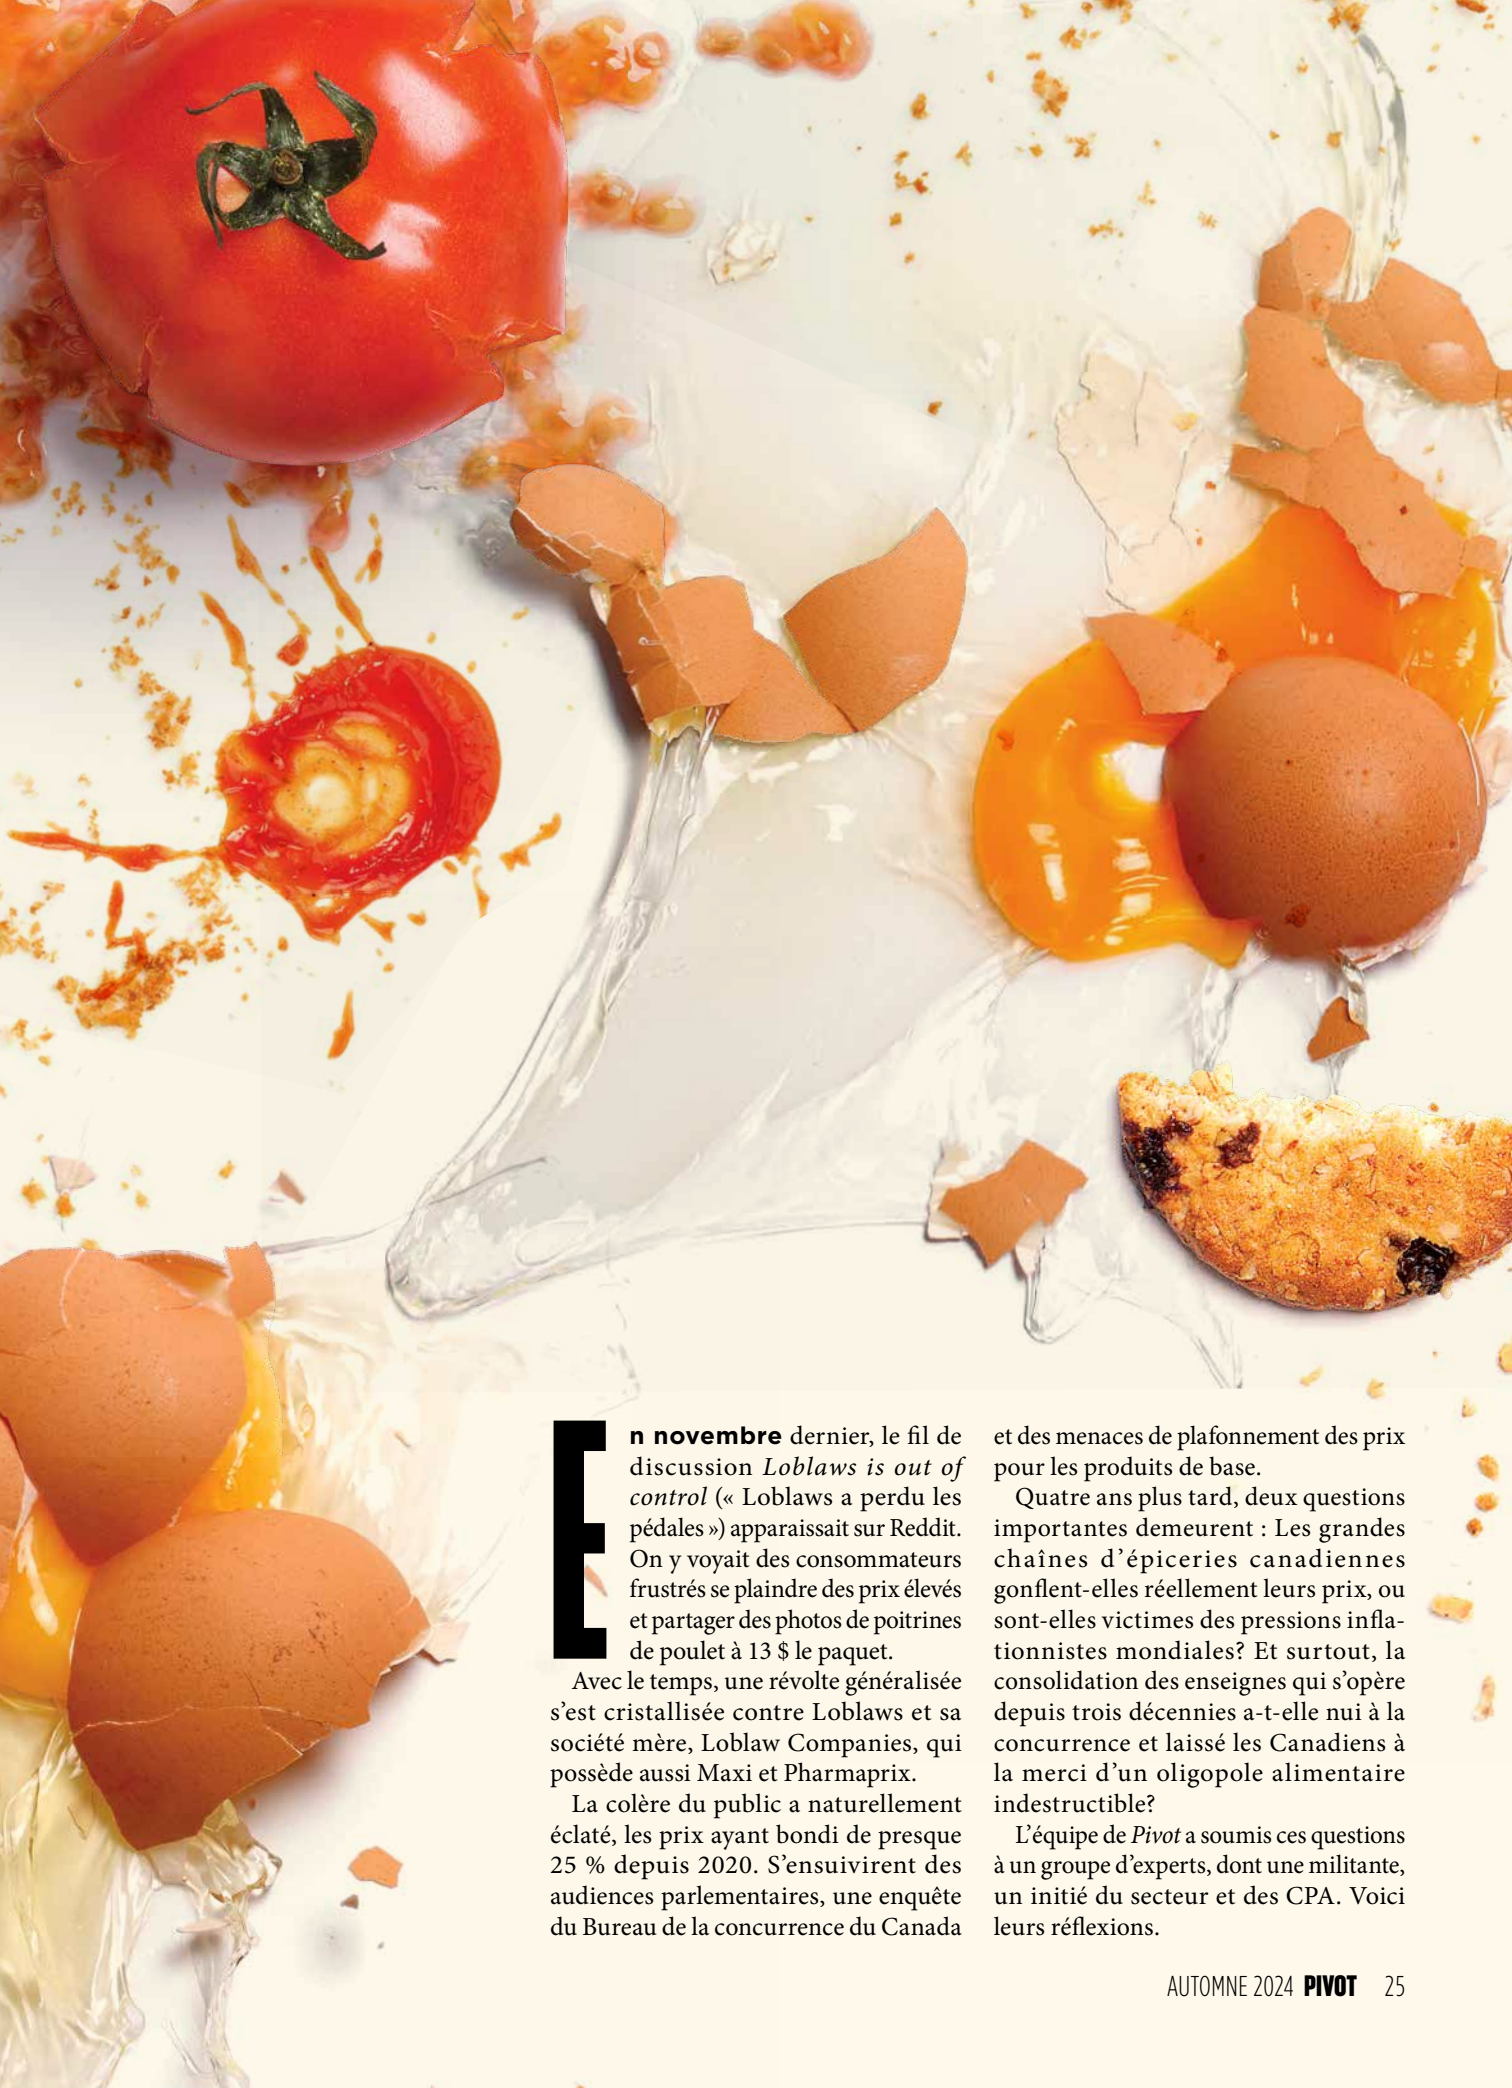 En novembre dernier, le fil de
discussion Loblaws is out of
control (« Loblaws a perdu les
pédales ») apparaissait sur Reddit.
On y voyait des consommateurs
frustrés se plaindre des prix élevés
et partager des photos de poitrines
de poulet à 13 $ le paquet.
Avec le temps, une révolte généralisée
s'est cristallisée contre Loblaws et sa
société mère, Loblaw Companies, qui
possède aussi Maxi et Pharmaprix.
La colère du public a naturellement
éclaté, les prix ayant bondi de presque
25 % depuis 2020. S'ensuivirent des
audiences parlementaires, une enquête
du Bureau de la concurrence du Canada
et des menaces de plafonnement des prix
pour les produits de base.
Quatre ans plus tard, deux questions
importantes demeurent : Les grandes
chaînes d'épiceries canadiennes
gonflent-elles réellement leurs prix, ou
sont-elles victimes des pressions infla-
tionnistes mondiales? Et surtout, la
consolidation des enseignes qui s'opère
depuis trois décennies a-t-elle nui à la
concurrence et laissé les Canadiens à
la merci d'un oligopole alimentaire
indestructible?
L'équipe de Pivot a soumis ces questions
à un groupe d'experts, dont une militante,
un initié du secteur et des CPA. Voici
leurs réflexions.
AUTOMNE 2024 PIVOT 25